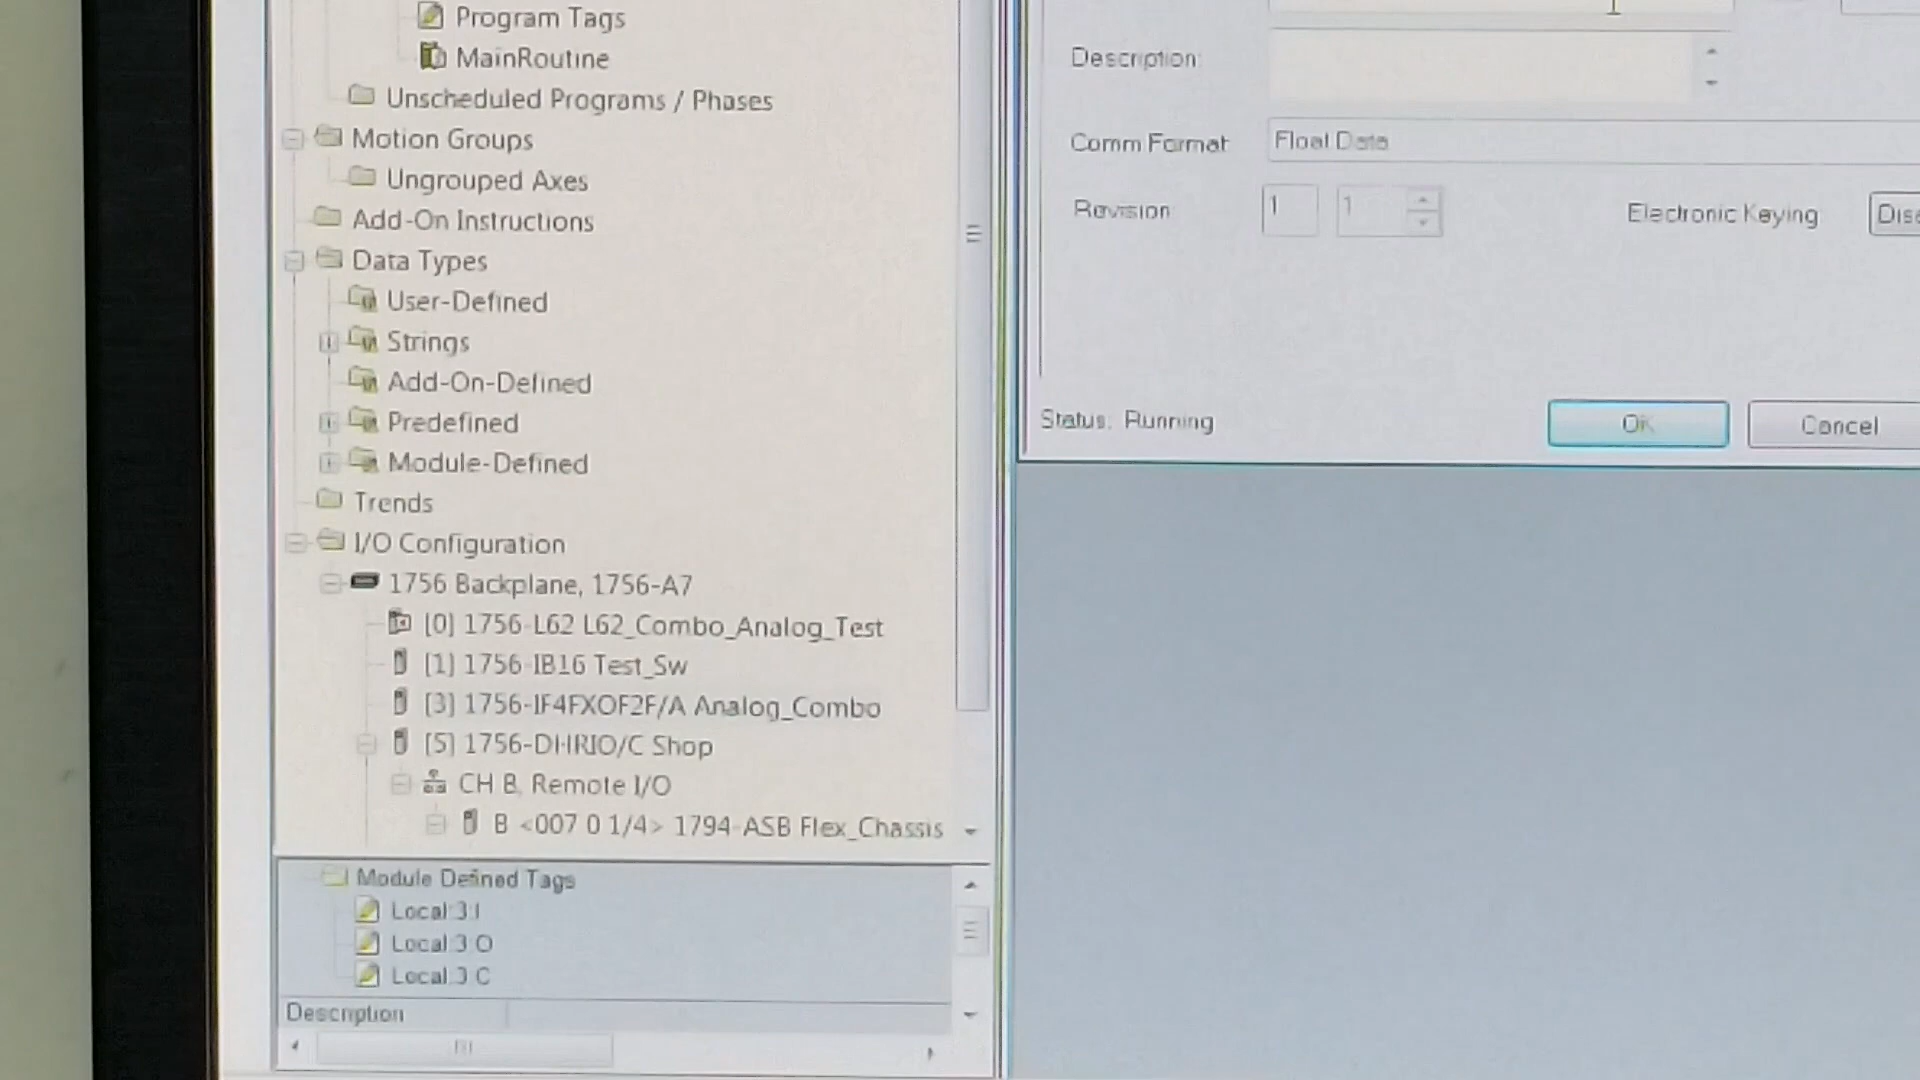 Program Tags
MainRoutine
Unscheduled Programs / Phases
Motion Groups
Ungrouped Axes
Add-On Instructions
Data Types
User-Defined
Strings
Add-On-Defined
Predefined
Module-Defined
Trends
I/O Configuration
1756 Backplane, 1756-A7
[0] 1756-L62 L62_Combo_Analog_Test
[1] 1756-IB16 Test_Sw
[3] 1756-IF4FXOF2F/A Analog_Combo
[5] 1756-DHRIO/C Shop
CH B, Remote I/O
B <007 0 1/4> 1794-ASB Flex_Chassis
Module Defined Tags
Local:3:I
Local:3:O
Local:3:C
Description
Description:
Comm Format
Float Data
Revision
1 1
Electronic Keying
Status: Running
OK
Cancel